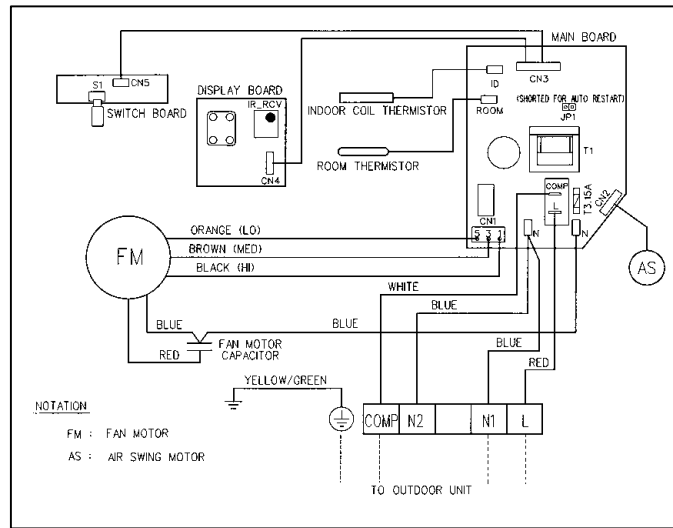 MAIN BOARD
CN3
S1
CN5
SWITCH BOARD
DISPLAY BOARD
IR_RCV
CN4
INDOOR COIL THERMISTOR
ROOM THERMISTOR
ID
ROOM
(SHORTED FOR AUTO RESTART)
JP1
T1
COMP
L
T3.15A
CN2
CN1
5 3 1
N
N
AS
FM
ORANGE (LO)
BROWN (MED)
BLACK (HI)
WHITE
BLUE
BLUE
BLUE
BLUE
RED
RED
FAN MOTOR
CAPACITOR
YELLOW/GREEN
COMP N2 N1 L
NOTATION
FM : FAN MOTOR
AS : AIR SWING MOTOR
TO OUTDOOR UNIT